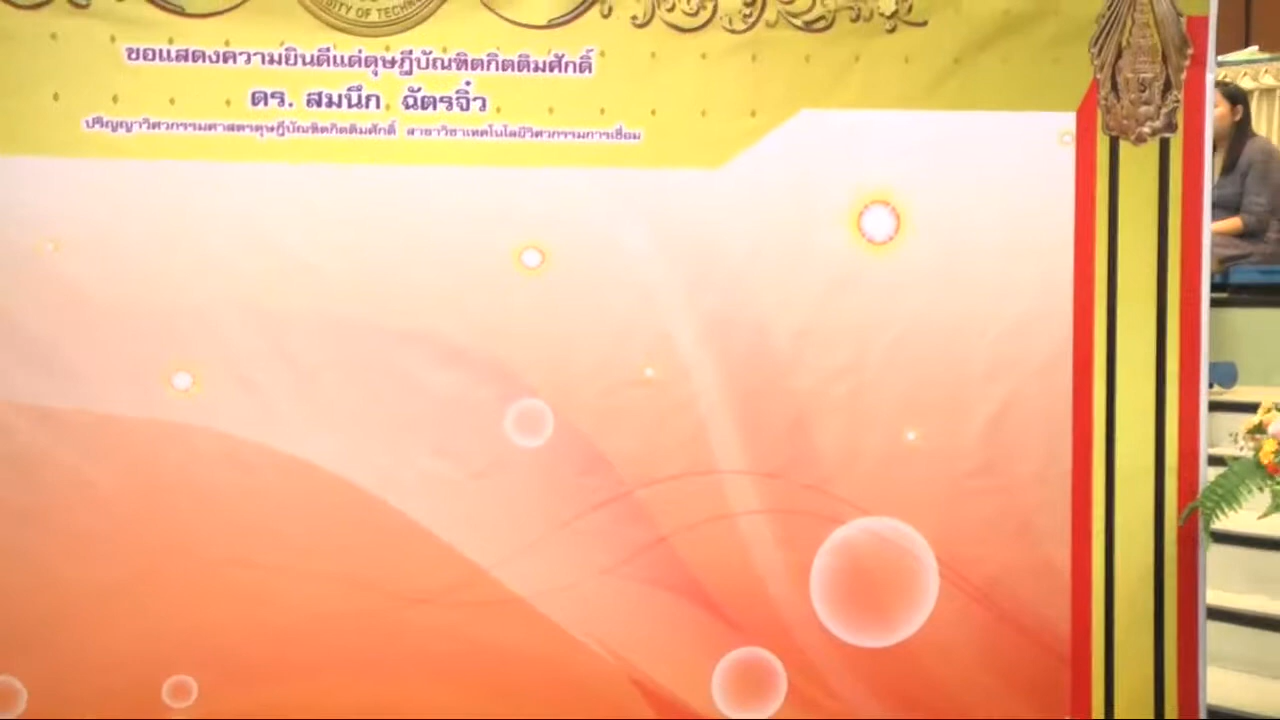 SITY OF TECHN
ขอแสดงความยินดีแด่ดุษฎีบัณฑิตกิตติมศักดิ์
ดร. สมนึก ฉัตรจิ๋ว
ปริญญาวิศวกรรมศาสตรดุษฎีบัณฑิตกิตติมศักดิ์ สาขาวิชาเทคโนโลยีวิศวกรรมการเชื่อม